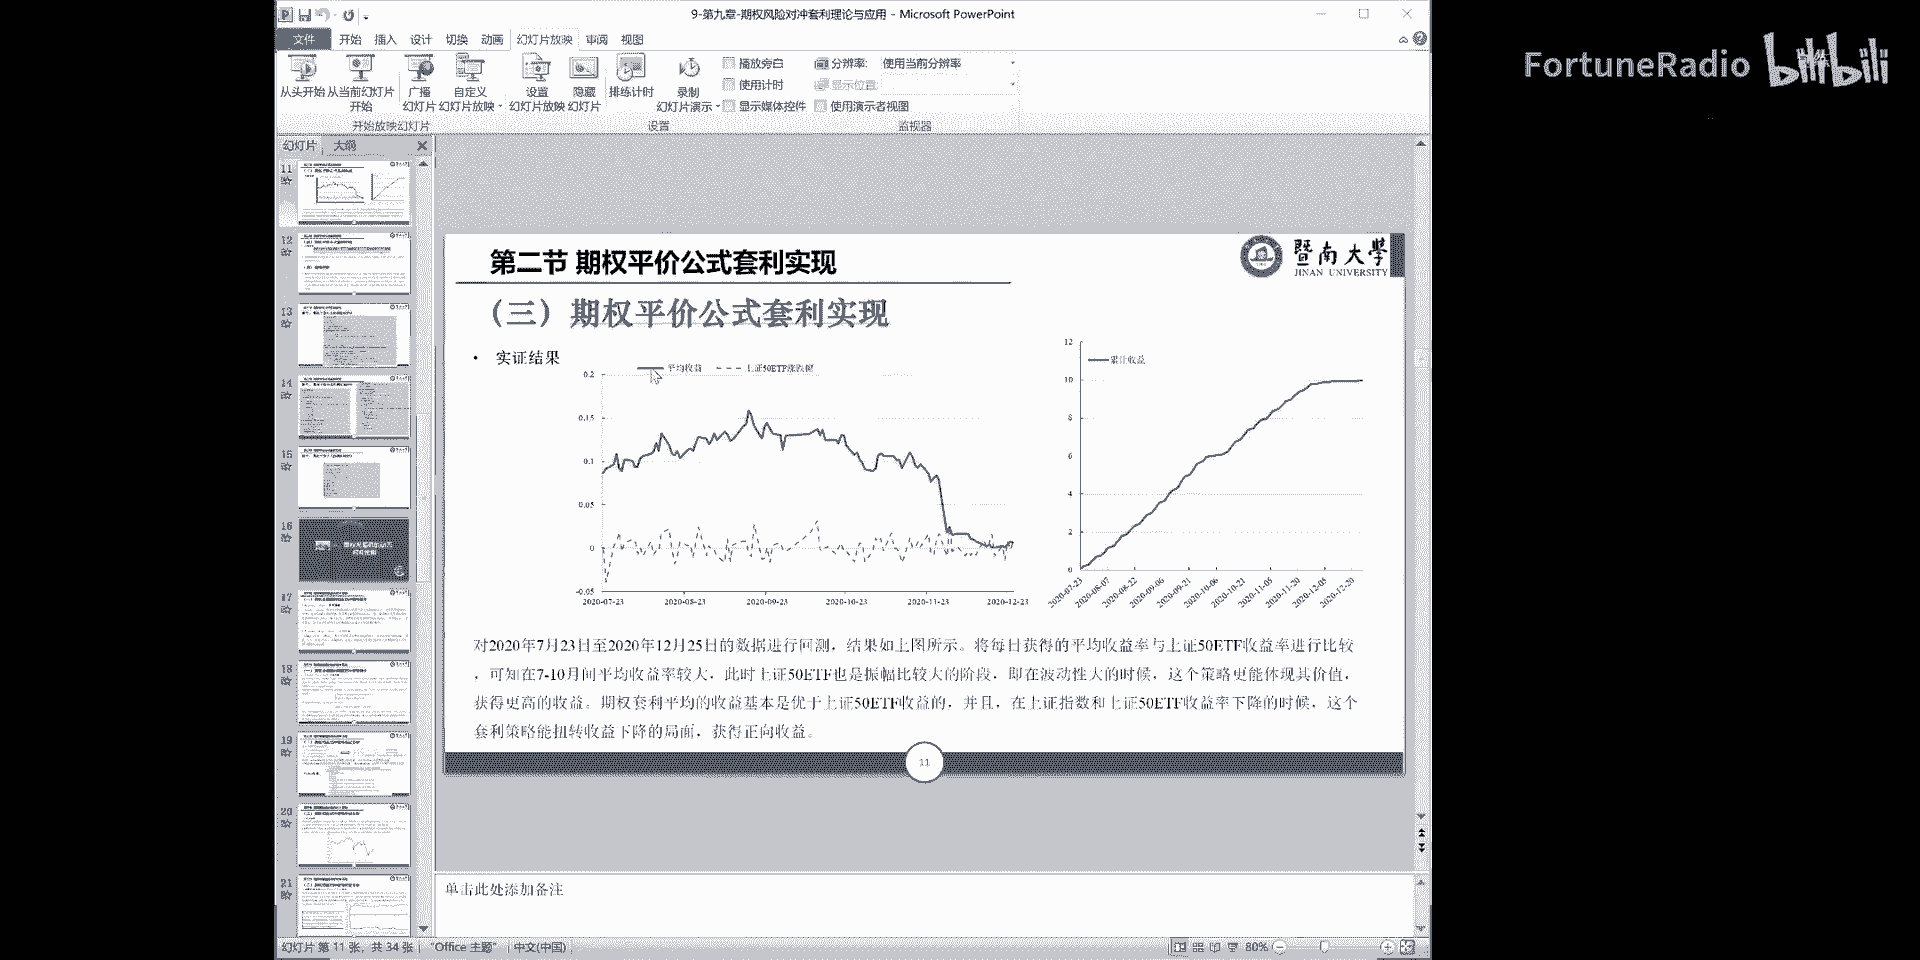 9-第九章-期权风险对冲套利理论与应用 - Microsoft PowerPoint
文件 开始 插入 设计 切换 动画 幻灯片放映 审阅 视图
从头开始 从当前幻灯片开始 广播幻灯片 自定义幻灯片放映 设置幻灯片放映 隐藏幻灯片 排练计时 录制幻灯片演示
播放旁白
使用计时
显示媒体控件
分辨率: 使用当前分辨率
显示位置:
使用演示者视图
开始放映幻灯片 设置 监视器
幻灯片 大纲
11
12
13
14
15
16
17
18
19
20
21
第二节 期权平价公式套利实现
暨南大學
JINAN UNIVERSITY
（三）期权平价公式套利实现
• 实证结果
平均收益 上证50ETF涨跌幅
0.2
0.15
0.1
0.05
0
-0.05
2020-07-23 2020-08-23 2020-09-23 2020-10-23 2020-11-23 2020-12-23
累计收益
12
10
8
6
4
2
0
2020-07-23 2020-08-07 2020-08-22 2020-09-06 2020-09-21 2020-10-06 2020-10-21 2020-11-05 2020-11-20 2020-12-05 2020-12-20
对2020年7月23日至2020年12月25日的数据进行回测，结果如上图所示。将每日获得的平均收益率与上证50ETF收益率进行比较
，可知在7-10月间平均收益率较大，此时上证50ETF也是振幅比较大的阶段，即在波动性大的时候，这个策略更能体现其价值，
获得更高的收益。期权套利平均的收益基本是优于上证50ETF收益的，并且，在上证指数和上证50ETF收益率下降的时候，这个
套利策略能扭转收益下降的局面，获得正向收益。
11
单击此处添加备注
幻灯片 第 11 张，共 34 张 "Office 主题" 中文(中国) 80%
FortuneRadio bilibili